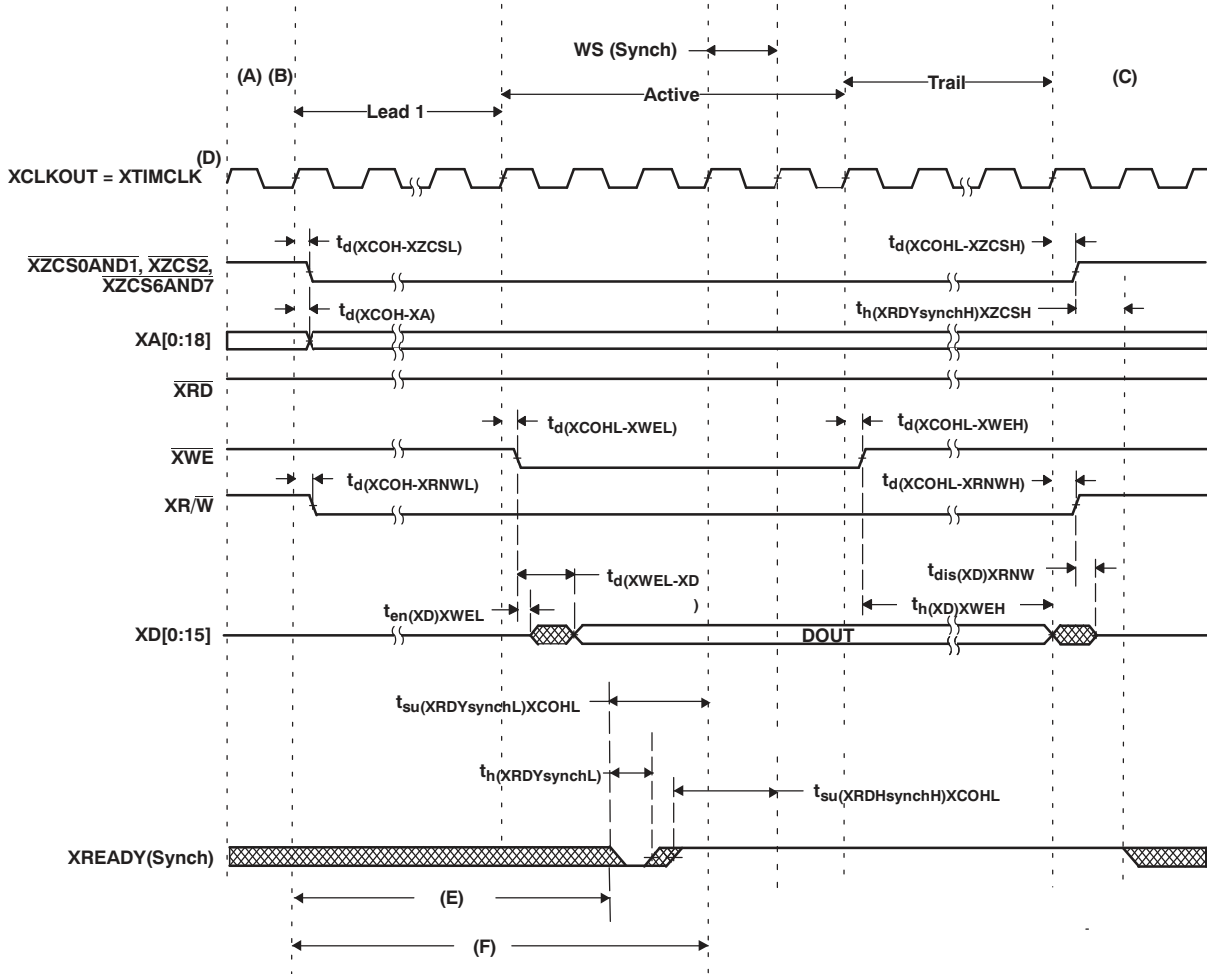 WS (Synch)
(A) (B)
(C)
Trail
Active
Lead 1
(D)
XCLKOUT = XTIMCLK
td(XCOH-XZCSL)
td(XCOHL-XZCSH)
XZCS0AND1, XZCS2,
XZCS6AND7
td(XCOH-XA)
th(XRDYsynchH)XZCSH
XA[0:18]
XRD
td(XCOHL-XWEL)
td(XCOHL-XWEH)
XWE
td(XCOH-XRNWL)
td(XCOHL-XRNWH)
XR/W
td(XWEL-XD
)
tdis(XD)XRNW
ten(XD)XWEL
th(XD)XWEH
XD[0:15]
DOUT
tsu(XRDYsynchL)XCOHL
th(XRDYsynchL)
tsu(XRDHsynchH)XCOHL
XREADY(Synch)
(E)
(F)